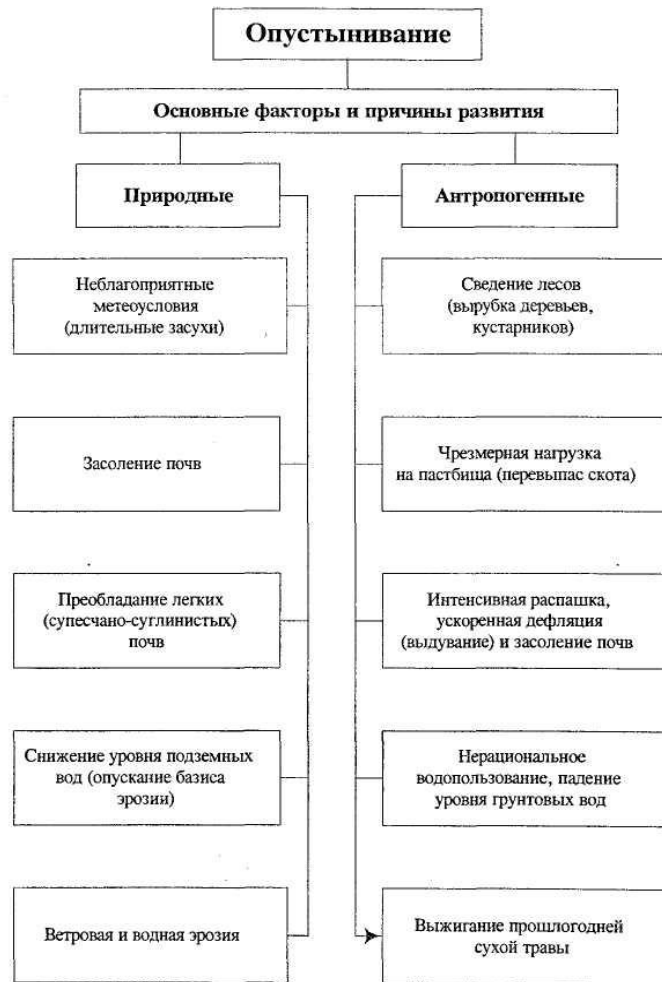 Опустынивание
Основные факторы и причины развития
Природные
Антропогенные
Неблагоприятные
метеоусловия
(длительные засухи)
Сведение лесов
(вырубка деревьев,
кустарников)
Засоление почв
Чрезмерная нагрузка
на пастбища (перевыпас скота)
Преобладание легких
(супесчано-суглинистых)
почв
Интенсивная распашка,
ускоренная дефляция
(выдувание) и засоление почв
Снижение уровня подземных
вод (опускание базиса
эрозии)
Нерациональное
водопользование, падение
уровня грунтовых вод
Ветровая и водная эрозия
Выжигание прошлогодней
сухой травы